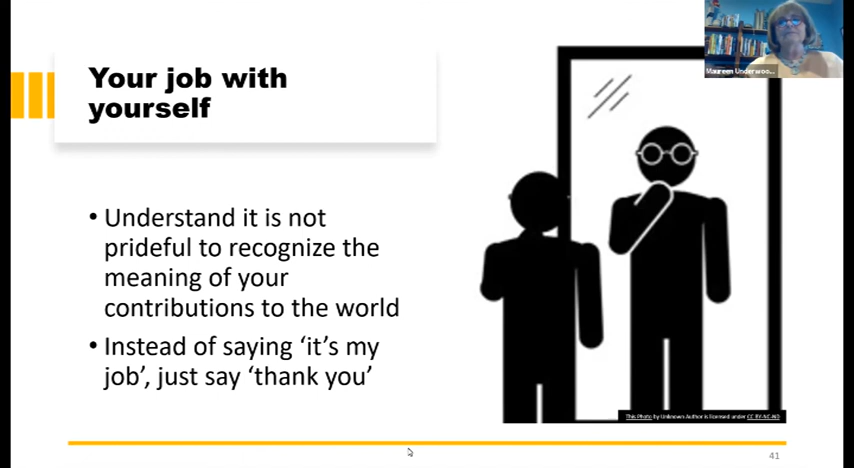 Maureen Underwoo...
Your job with
yourself
• Understand it is not
prideful to recognize the
meaning of your
contributions to the world
• Instead of saying ‘it’s my
job’, just say ‘thank you’
This Photo by Unknown Author is licensed under CC BY-NC-ND
41